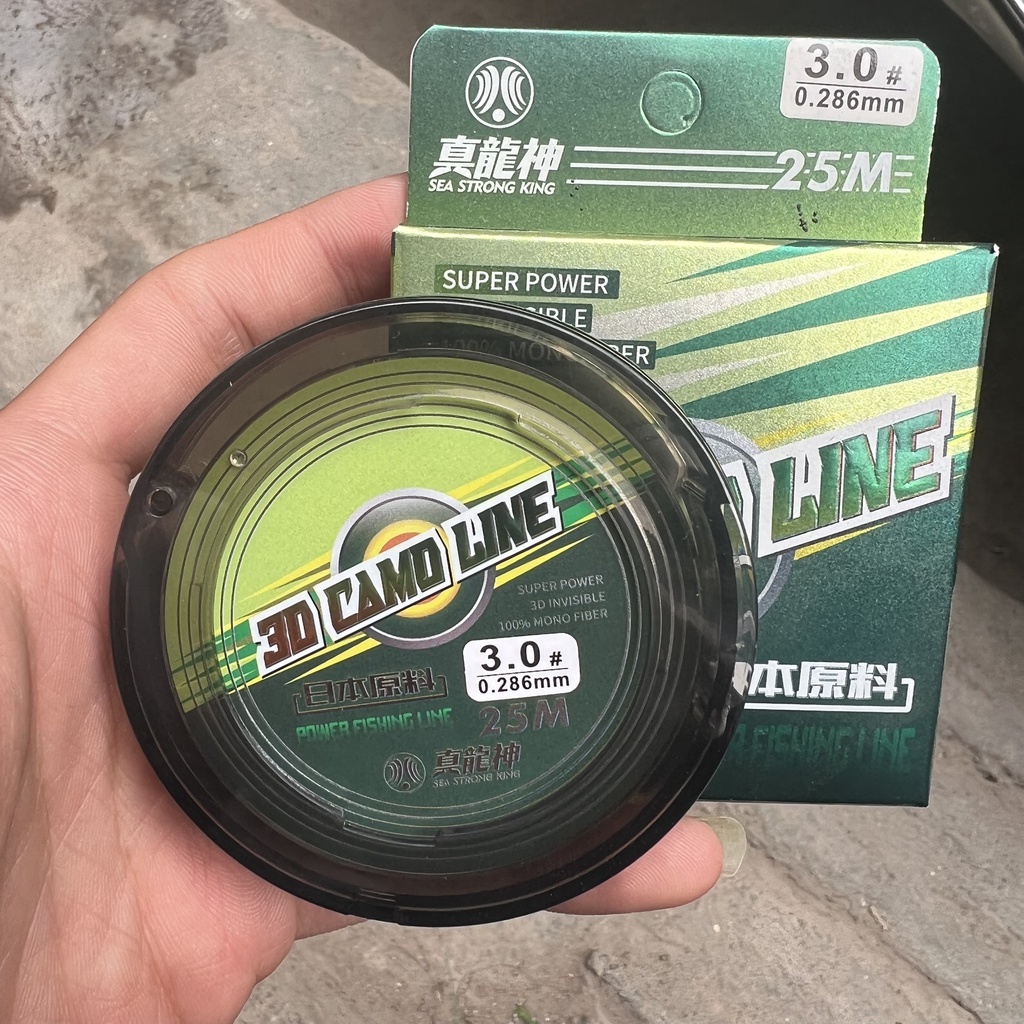 3.0#
0.286mm
真龍神
SEA STRONG KING
25M
SUPER POWER
LINE
本原料
FISHING LINE
3D CAMO LINE
SUPER POWER
3D INVISIBLE
100% MONO FIBER
3.0#
0.286mm
日本原料
25M
POWER FISHING LINE
真龍神
SEA STRONG KING